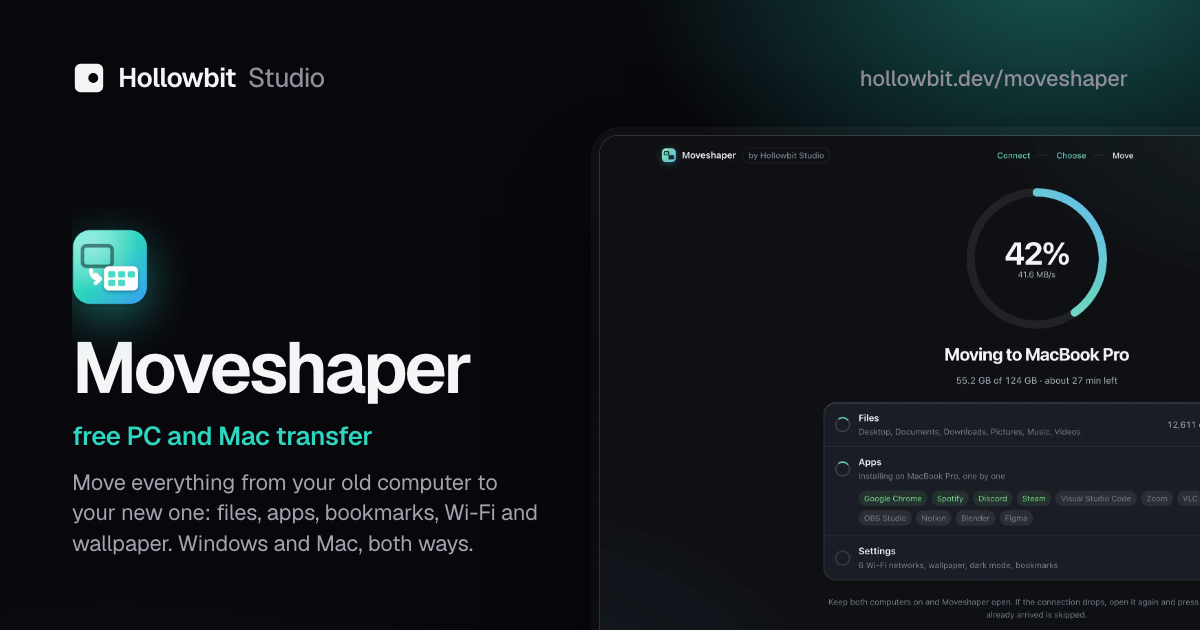 Hollowbit Studio
hollowbit.dev/moveshaper
Moveshaper
free PC and Mac transfer
Move everything from your old computer to
your new one: files, apps, bookmarks, Wi-Fi and
wallpaper. Windows and Mac, both ways.
Moveshaper by Hollowbit Studio
Connect Choose Move
42%
41.6 MB/s
Moving to MacBook Pro
55.2 GB of 124 GB · about 27 min left
Files
Desktop, Documents, Downloads, Pictures, Music, Videos
12,611
Apps
Installing on MacBook Pro, one by one
Google Chrome Spotify Discord Steam Visual Studio Code Zoom VLC
OBS Studio Notion Blender Figma
Settings
6 Wi-Fi networks, wallpaper, dark mode, bookmarks
Keep both computers on and Moveshaper open. If the connection drops, open it again and press
already arrived is skipped.